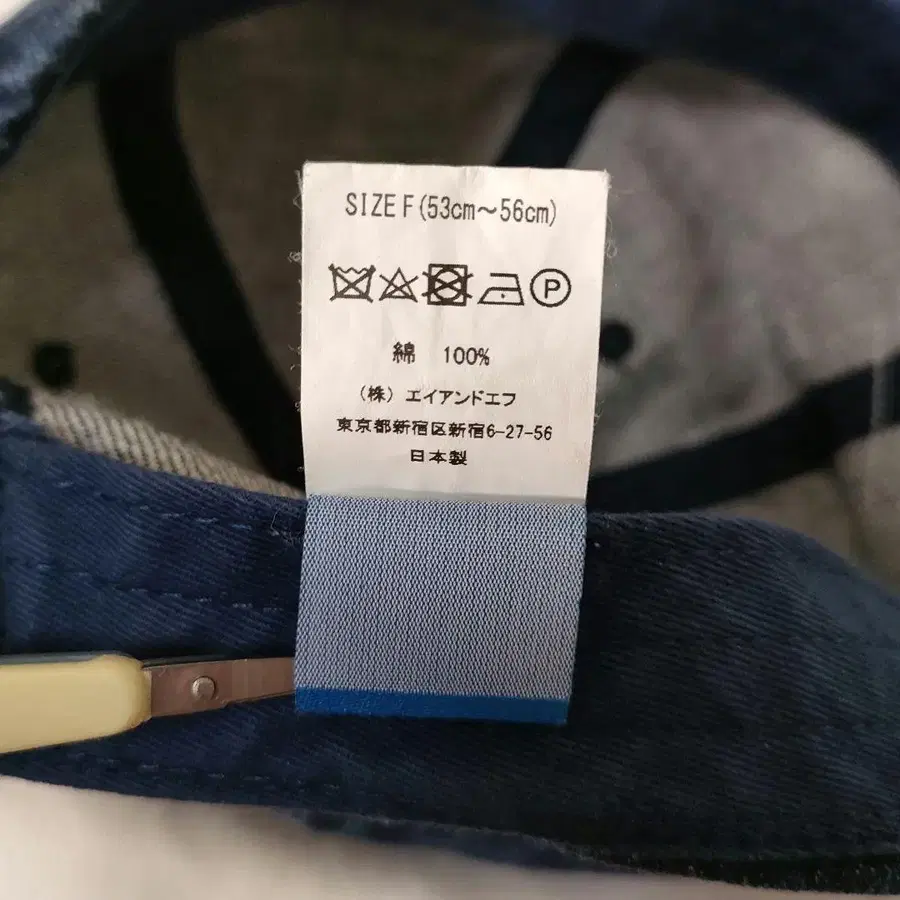 SIZE F(53cm～56cm)
P
綿 100%
(株) エイアンドエフ
東京都新宿区新宿6-27-56
日本製